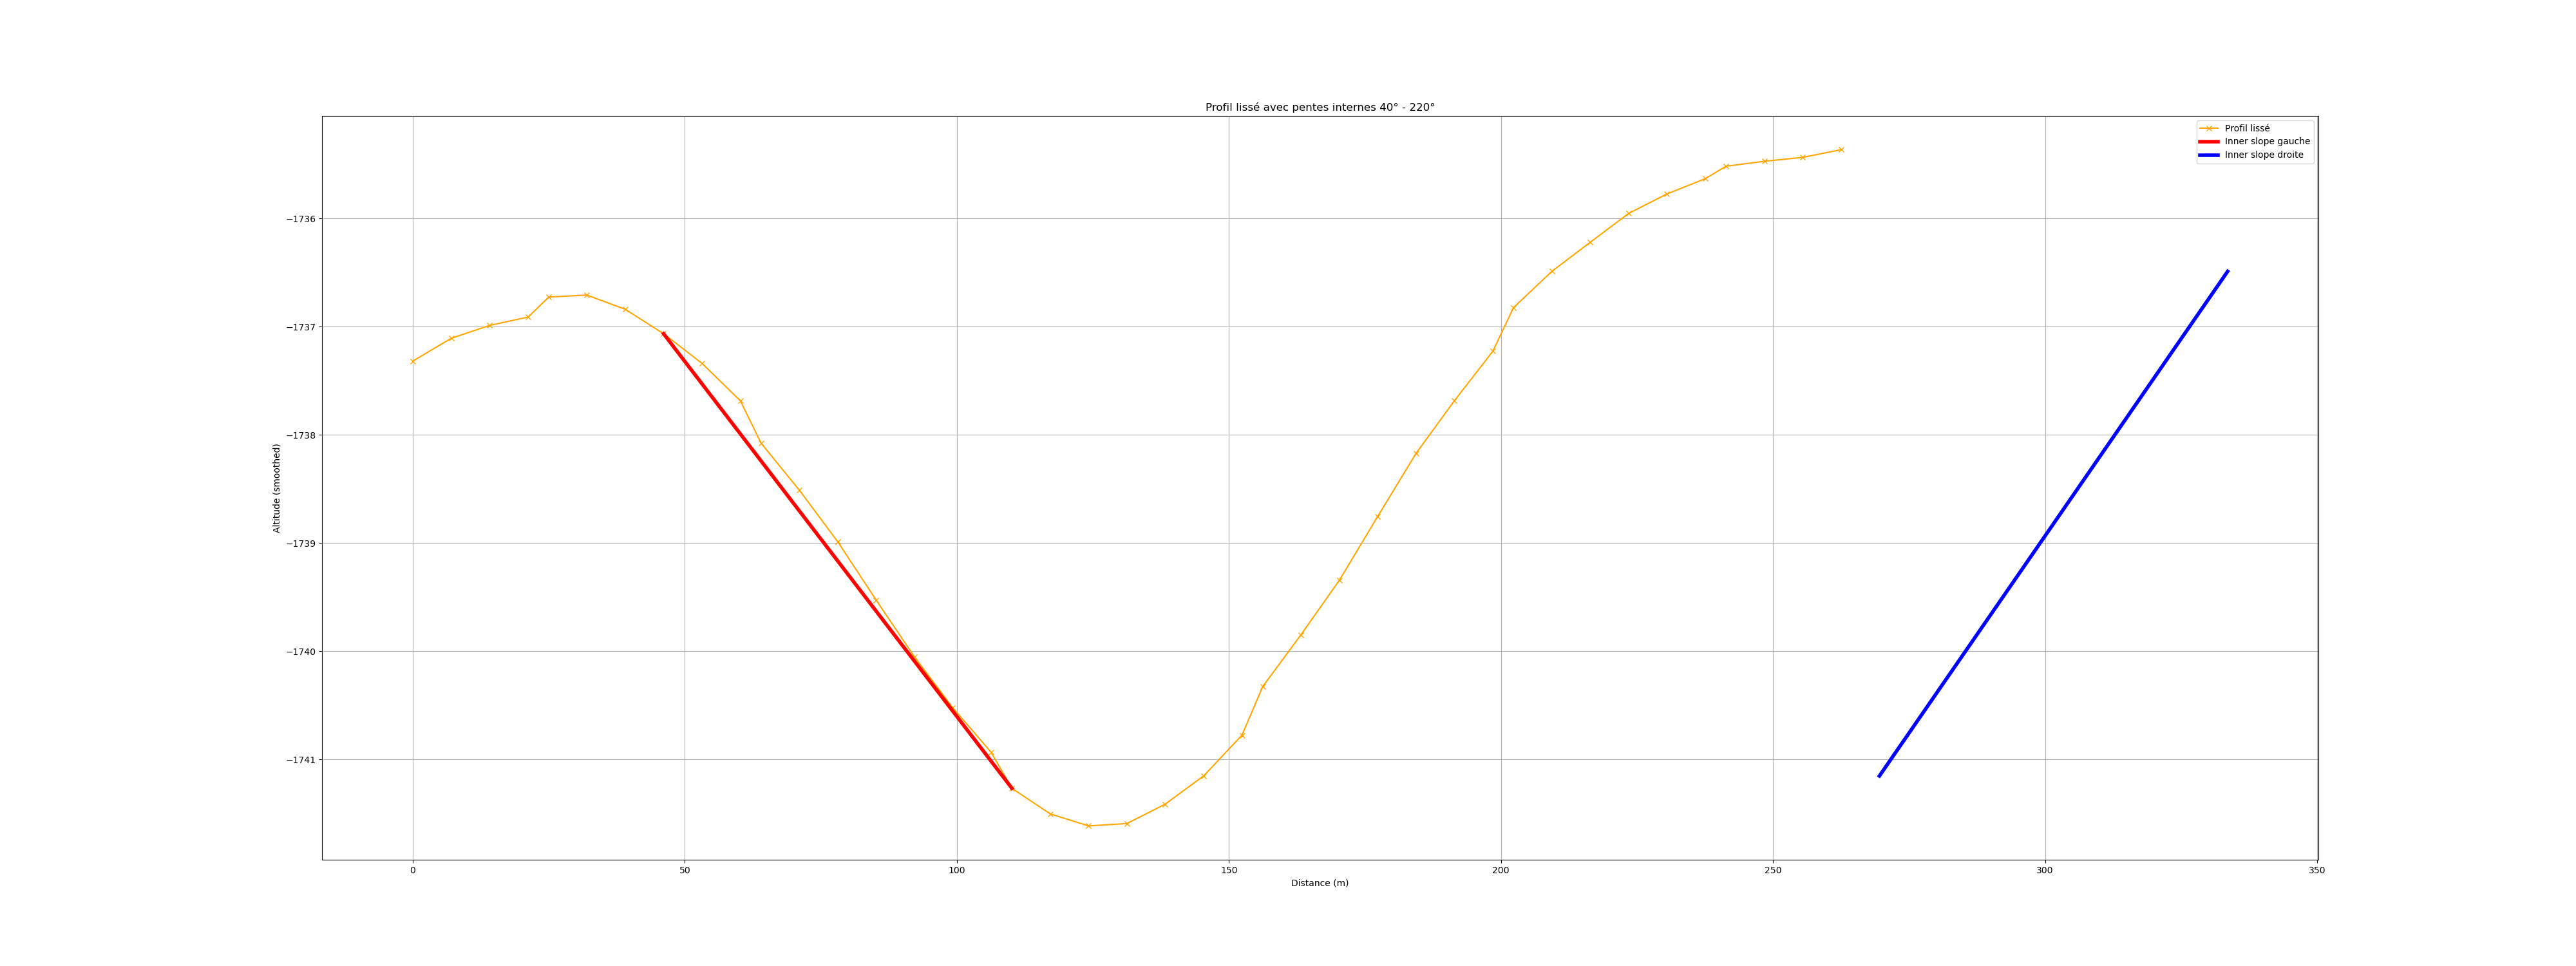 Profil lissé avec pentes internes 40° - 220°
Profil lissé
Inner slope gauche
Inner slope droite
Altitude (smoothed)
−1736
−1737
−1738
−1739
−1740
−1741
0 50 100 150 200 250 300 350
Distance (m)